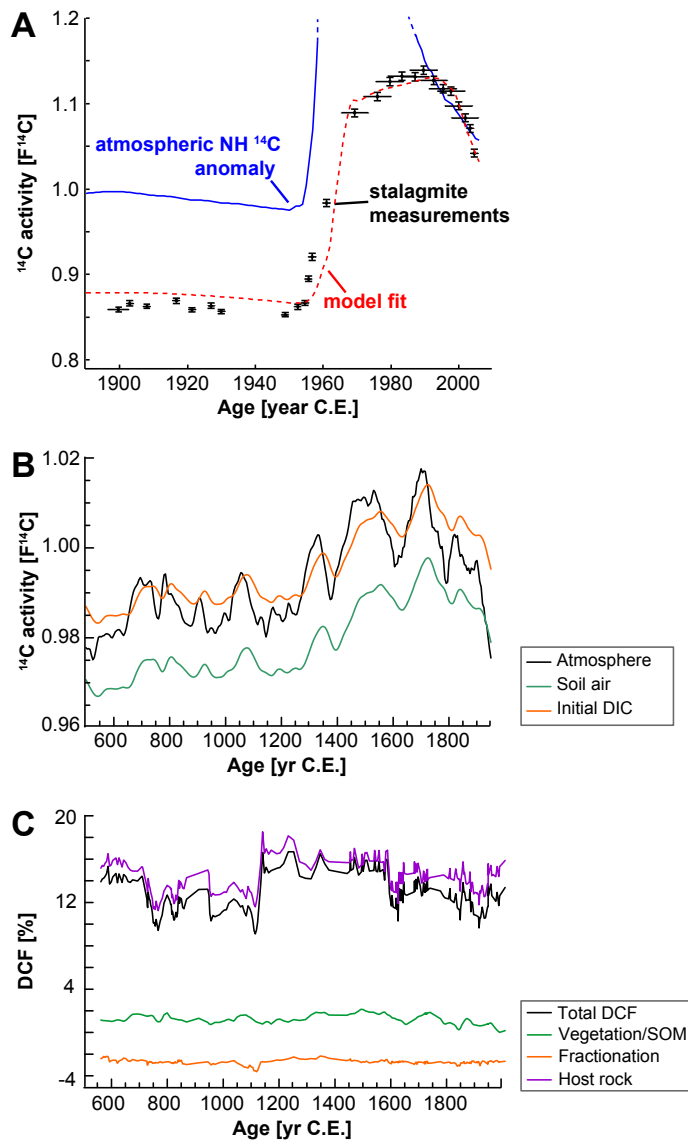 A
1.2
1.1
1.0
0.9
0.8
¹⁴C activity [F¹⁴C]
atmospheric NH ¹⁴C
anomaly
stalagmite
measurements
model fit
1900 1920 1940 1960 1980 2000
Age [year C.E.]
B
1.02
1.00
0.98
0.96
¹⁴C activity [F¹⁴C]
600 800 1000 1200 1400 1600 1800
Age [yr C.E.]
Atmosphere
Soil air
Initial DIC
C
20
16
12
4
-4
DCF [%]
600 800 1000 1200 1400 1600 1800
Age [yr C.E.]
Total DCF
Vegetation/SOM
Fractionation
Host rock